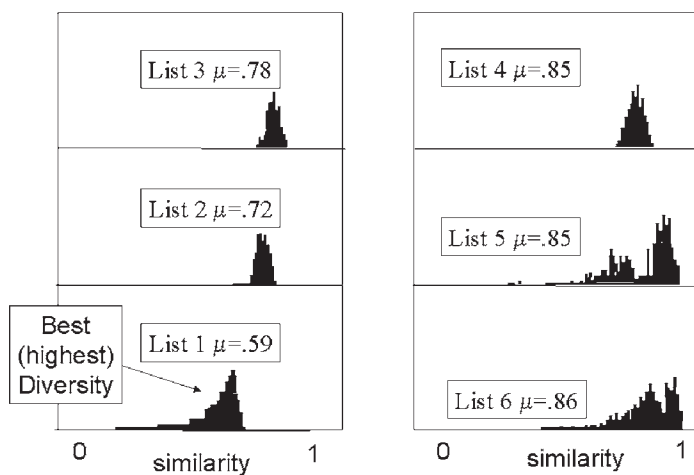 List 3 μ=.78
List 2 μ=.72
Best
(highest)
Diversity
List 1 μ=.59
0
1
similarity
List 4 μ=.85
List 5 μ=.85
List 6 μ=.86
0
1
similarity